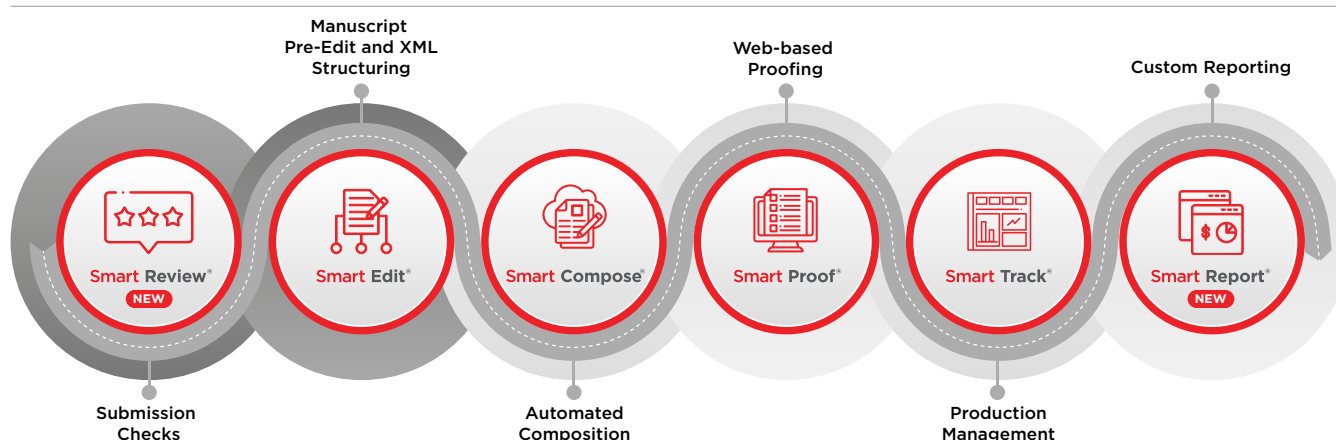 Manuscript
Pre-Edit and XML
Structuring
Web-based
Proofing
Custom Reporting
Smart Review®
NEW
Smart Edit®
Smart Compose®
Smart Proof®
Smart Track®
$
Smart Report®
NEW
Submission
Checks
Automated
Composition
Production
Management